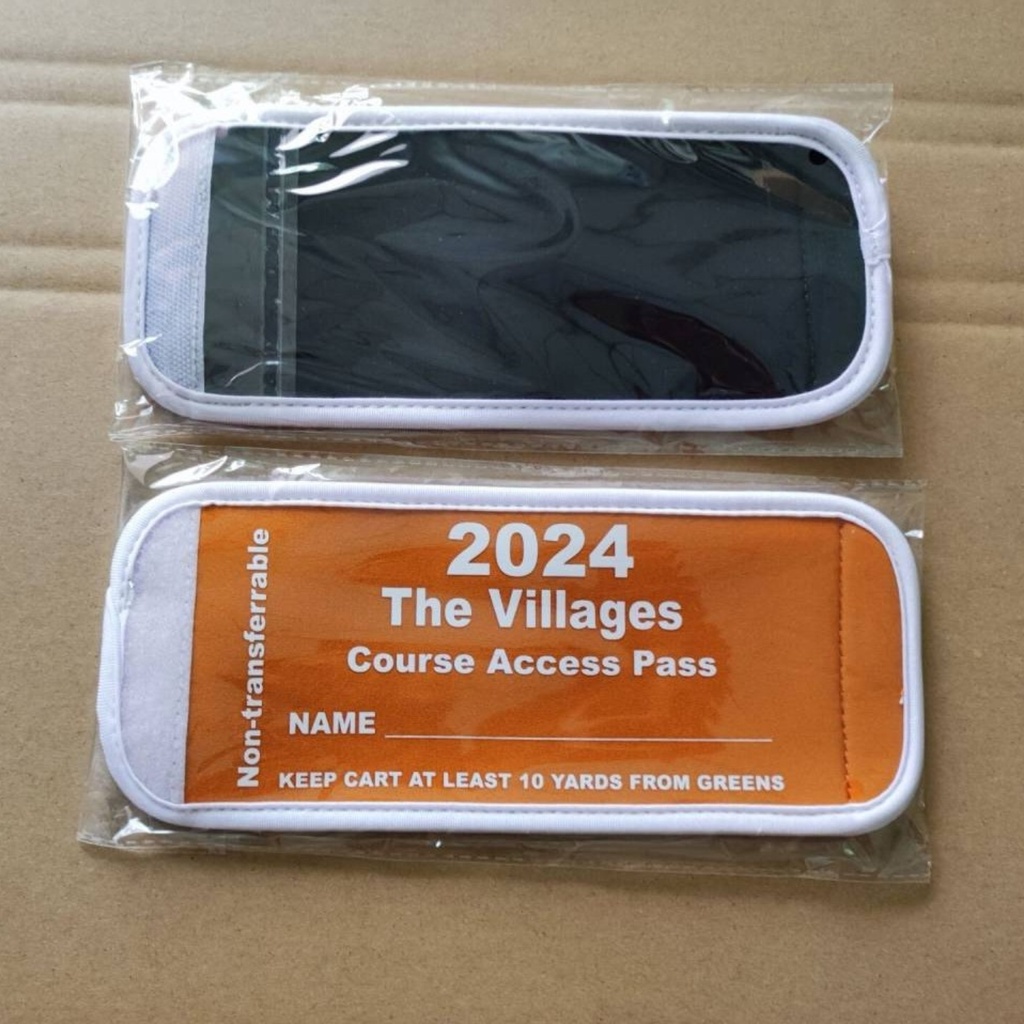 Non-transferrable
2024
The Villages
Course Access Pass
NAME
KEEP CART AT LEAST 10 YARDS FROM GREENS